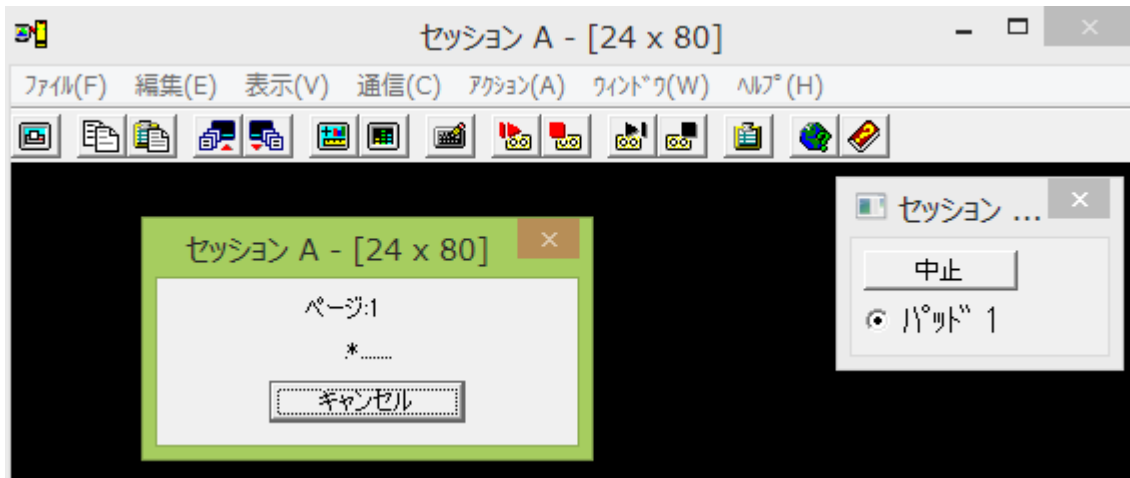 セッション A - [24 x 80]
ﾌｧｲﾙ(F) 編集(E) 表示(V) 通信(C) ｱｸｼｮﾝ(A) ｳｨﾝﾄﾞｳ(W) ﾍﾙﾌﾟ(H)
セッション A - [24 x 80]
ページ:1
.*.......
キャンセル
セッション ...
中止
ﾊﾟｯﾄﾞ 1